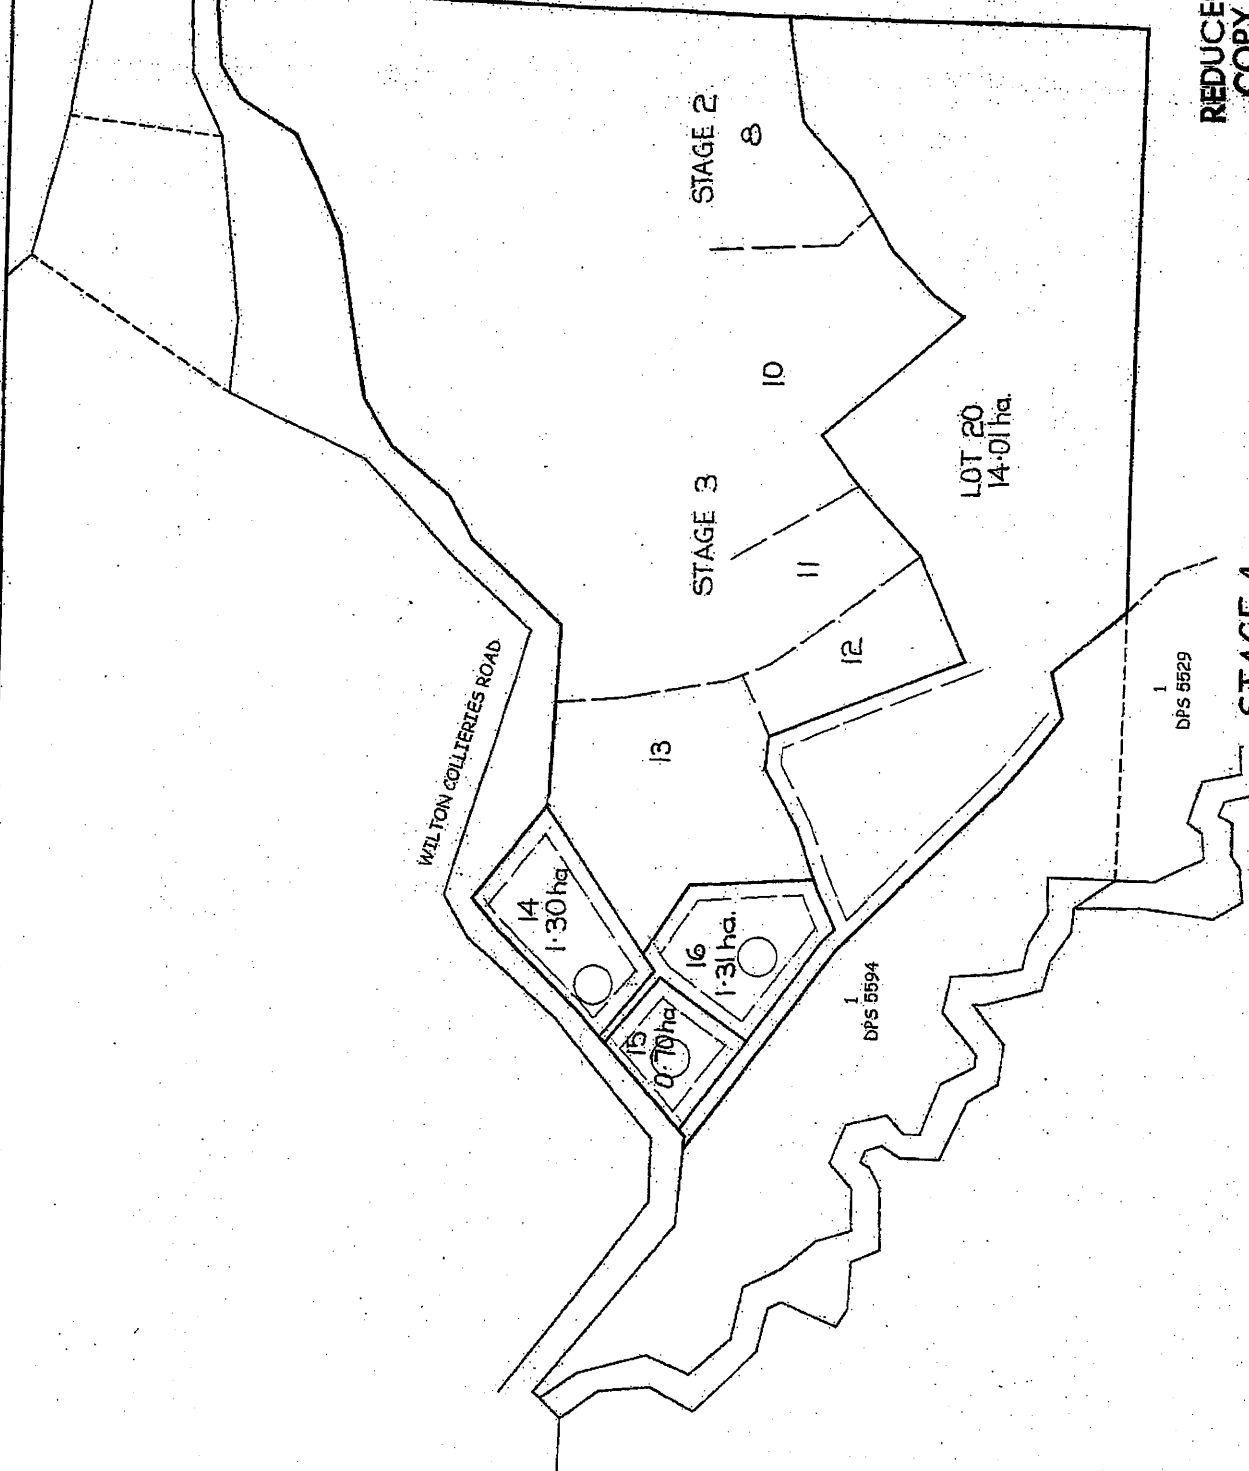 REDUCE
COPY
STAGE 2
8
10
STAGE 3
LOT 20
14·01 ha.
11
12
13
WILTON COLLIERIES ROAD
14
1·30 ha
16
1·31 ha.
15
0·70 ha
1
DPS 5529
1
DPS 5594